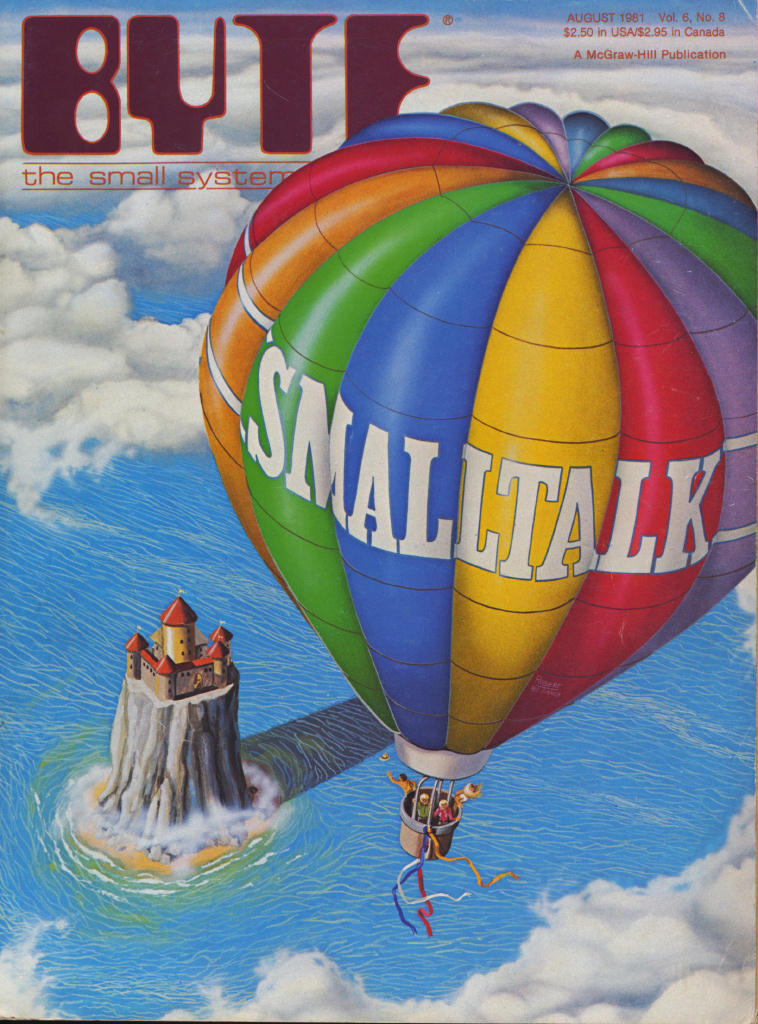 BYTE®
AUGUST 1981 Vol. 6, No. 8
$2.50 in USA/$2.95 in Canada
A McGraw-Hill Publication
the small system
SMALLTALK
ROBERT